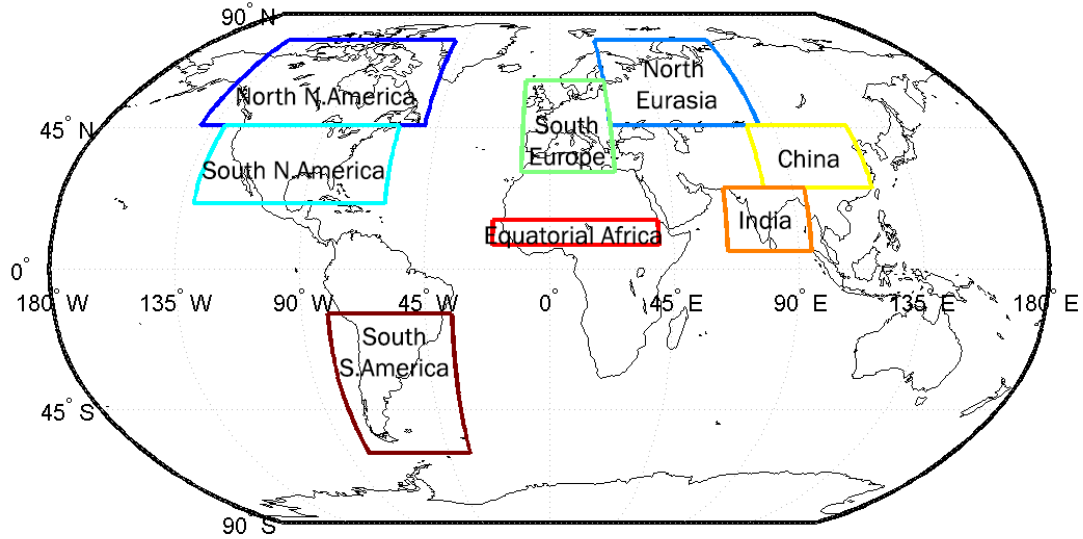 90° N
North N.America
North
Eurasia
45° N
South
Europe
South N.America
China
India
Equatorial Africa
0°
180° W
135° W
90° W
45° W
0°
45° E
90° E
135° E
180° E
South
S.America
45° S
90° S